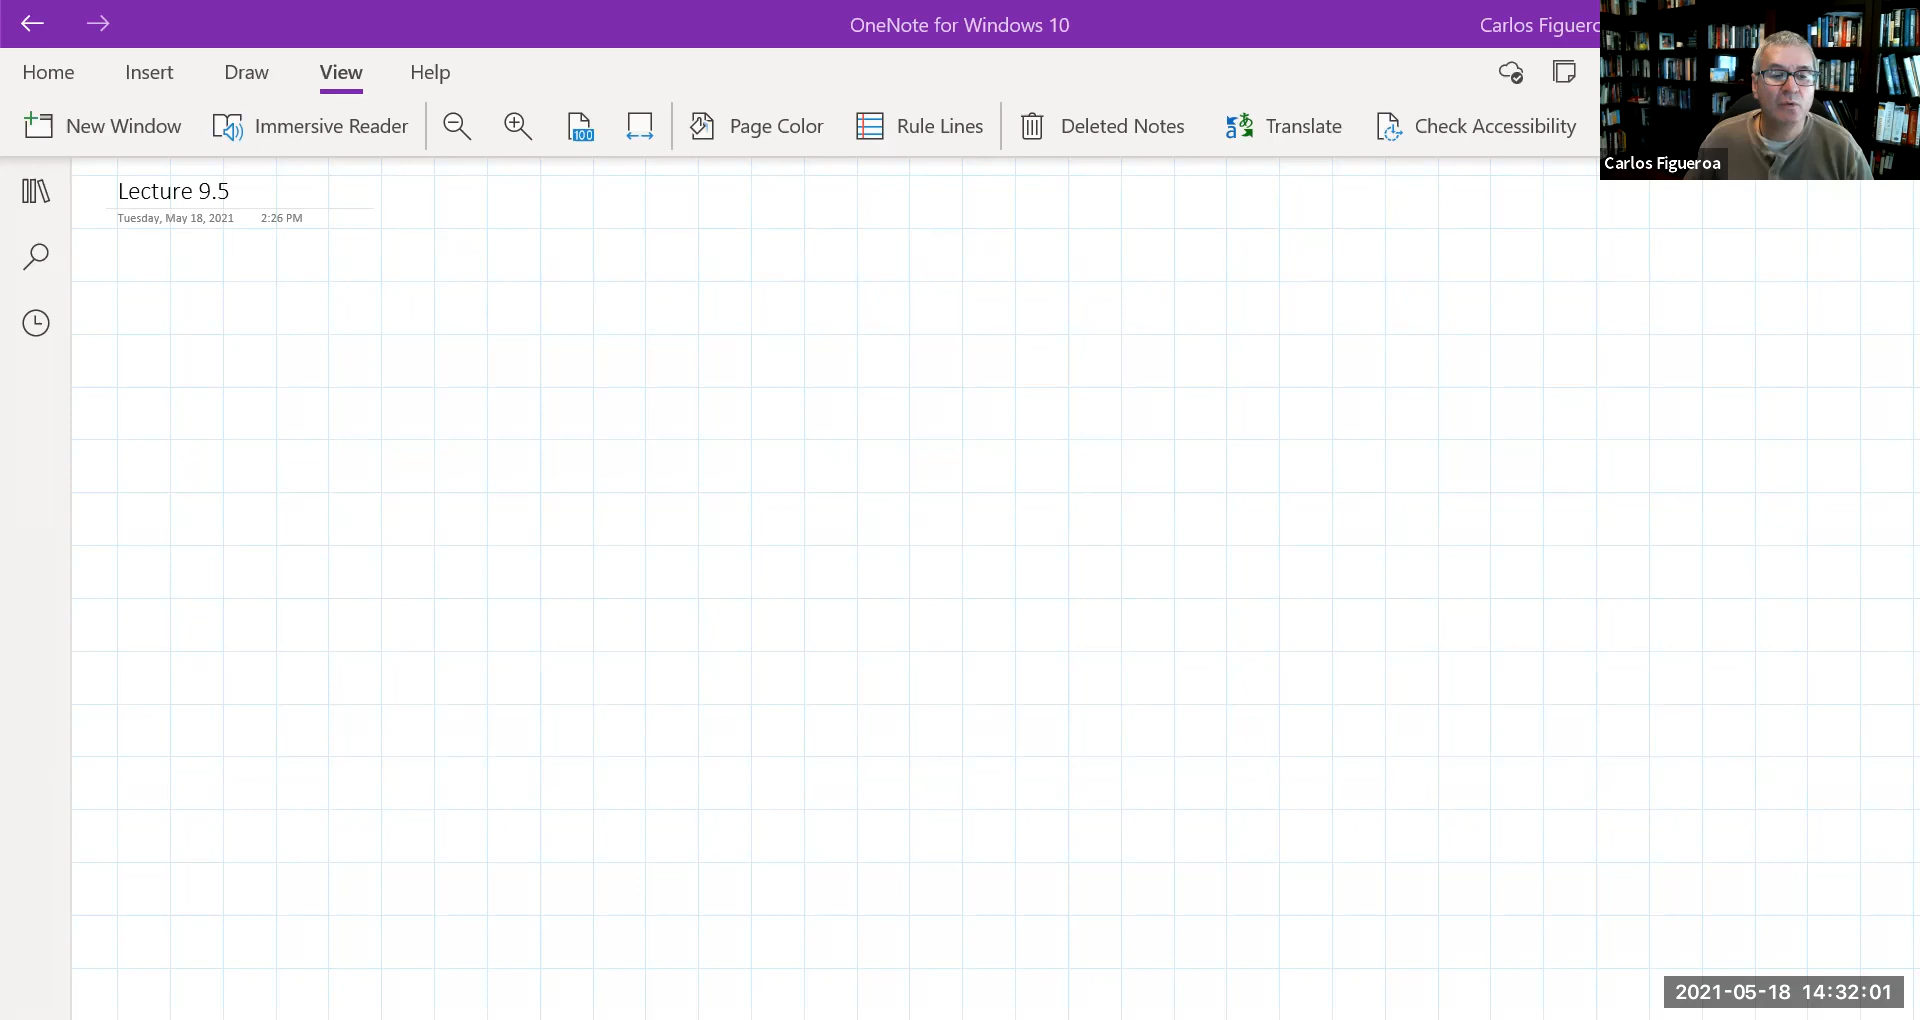 OneNote for Windows 10
Carlos Figuero
Home Insert Draw View Help
New Window Immersive Reader 100 Page Color Rule Lines Deleted Notes Translate Check Accessibility
Carlos Figueroa
Lecture 9.5
Tuesday, May 18, 2021 2:26 PM
2021-05-18 14:32:01